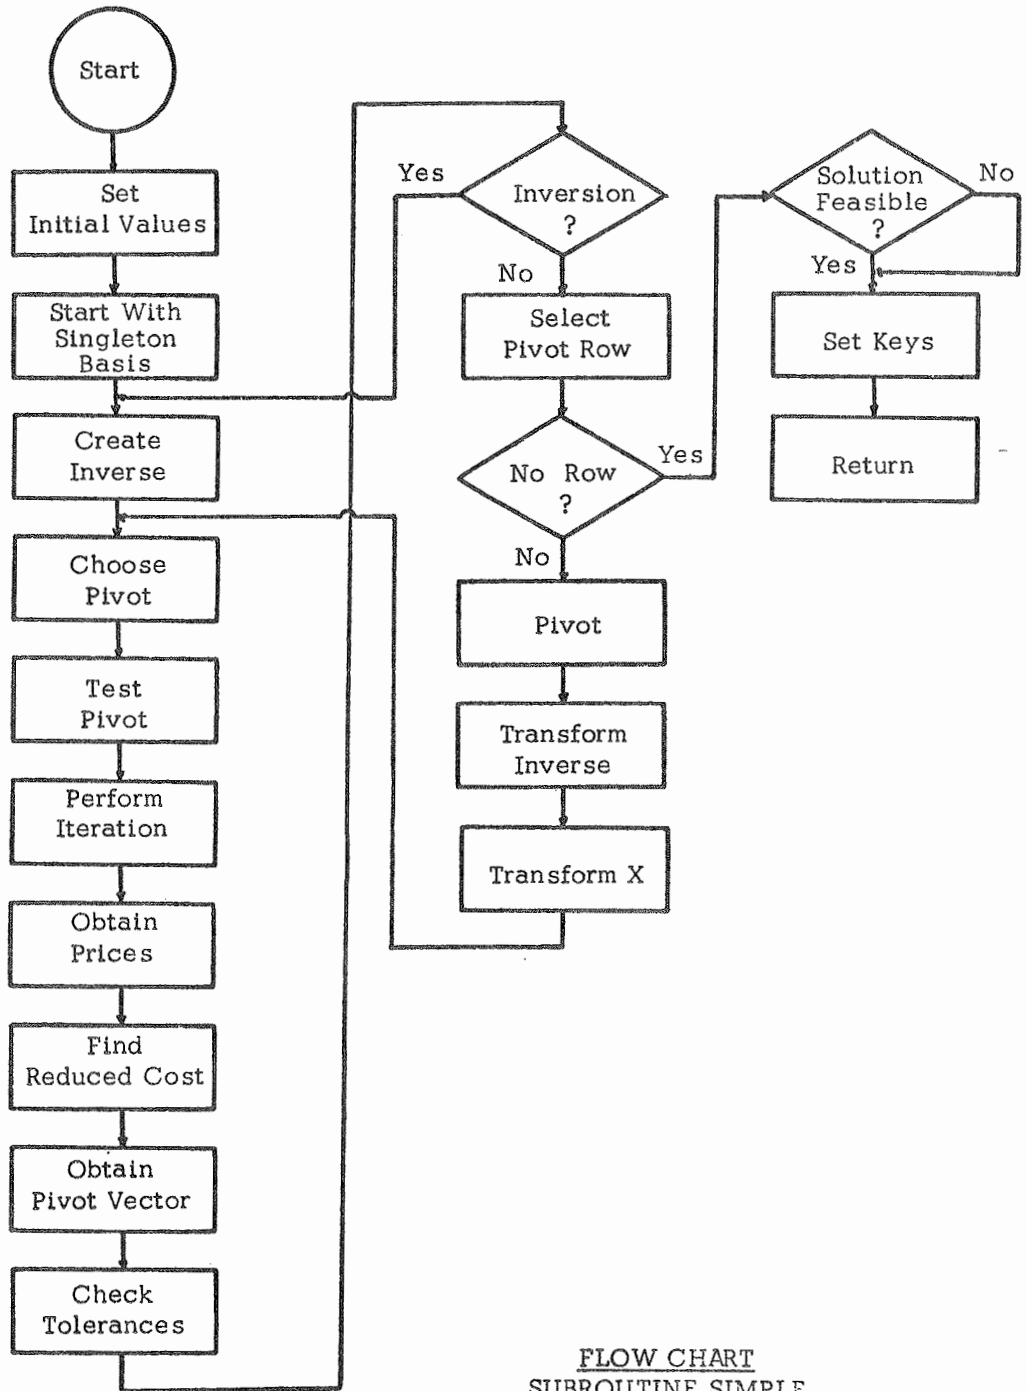 Start
Set
Initial Values
Start With
Singleton
Basis
Create
Inverse
Choose
Pivot
Test
Pivot
Perform
Iteration
Obtain
Prices
Find
Reduced Cost
Obtain
Pivot Vector
Check
Tolerances
Yes
Inversion
?
No
Select
Pivot Row
No Row
?
Yes
No
Pivot
Transform
Inverse
Transform X
Solution
Feasible
?
No
Yes
Set Keys
Return
FLOW CHART
SUBROUTINE SIMPLE